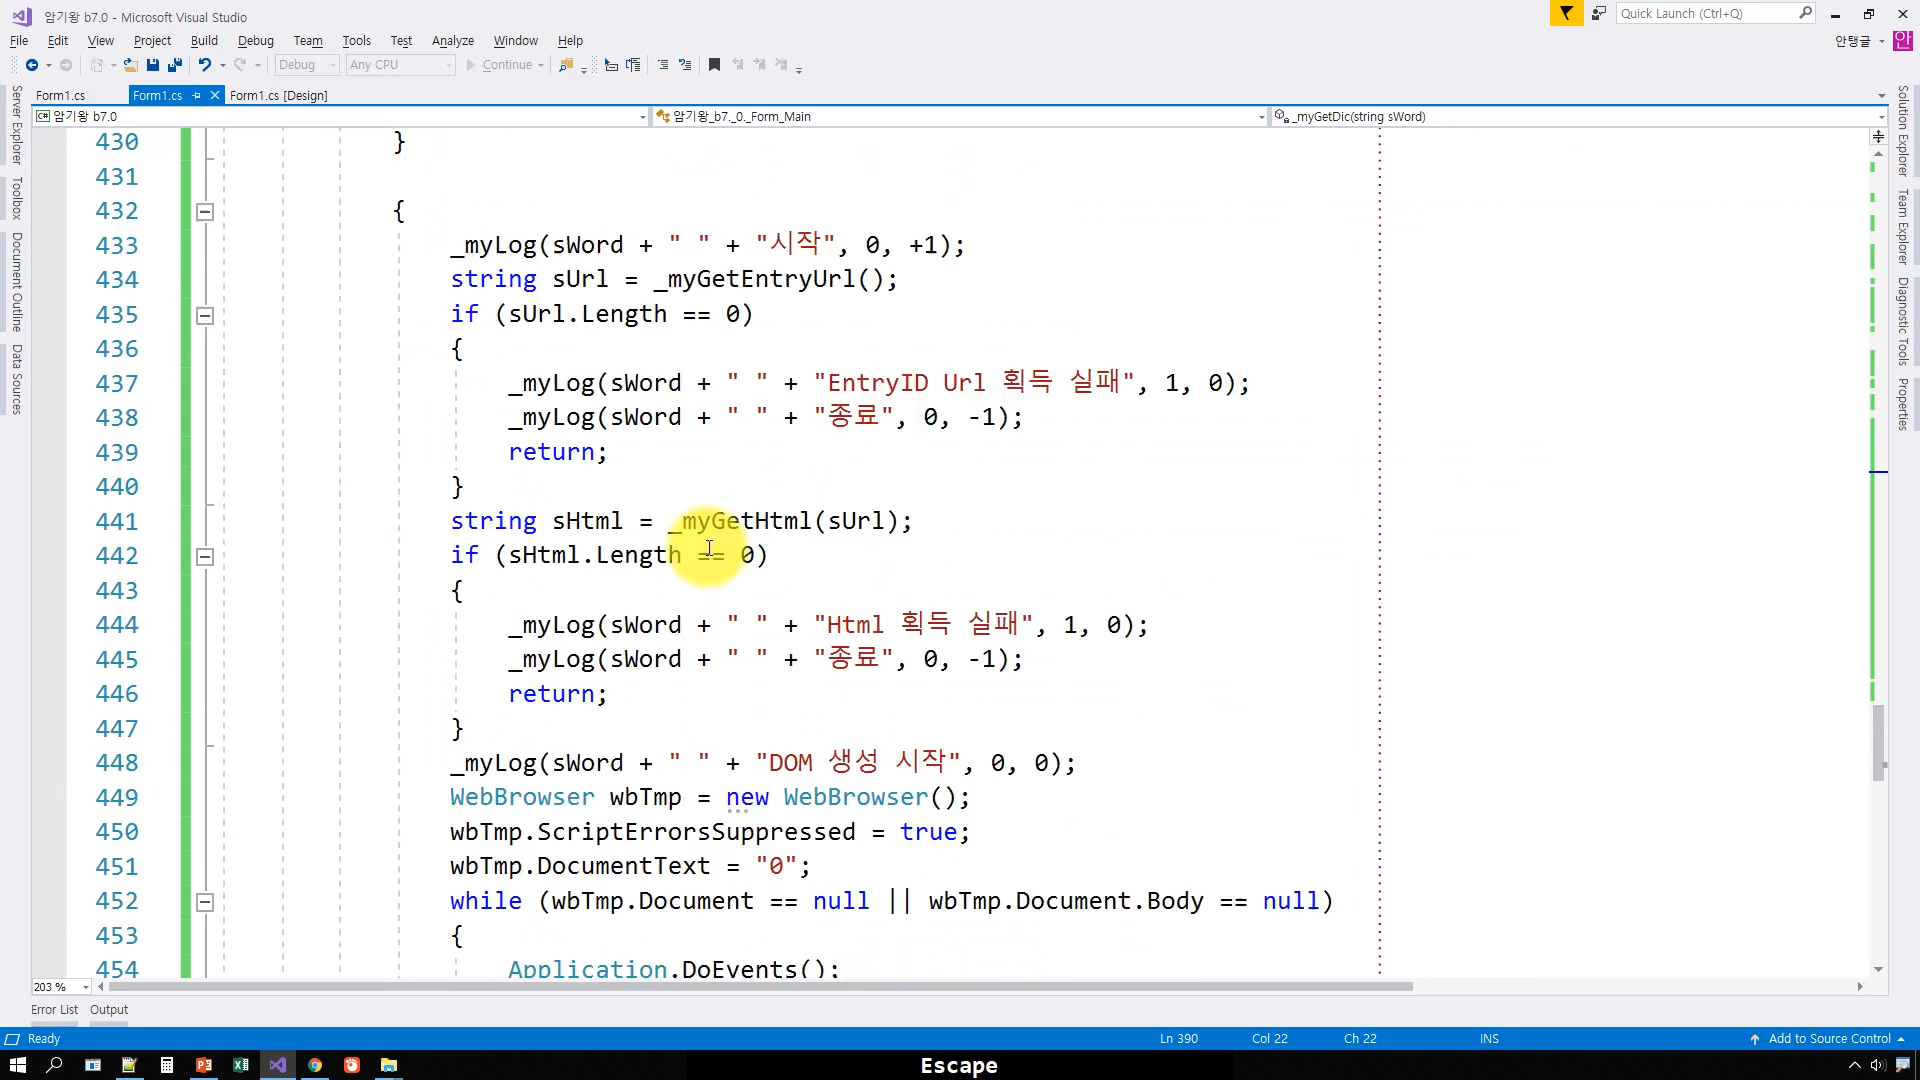 암기왕 b7.0 - Microsoft Visual Studio
Quick Launch (Ctrl+Q)
File Edit View Project Build Debug Team Tools Test Analyze Window Help
안탱글 안
Debug Any CPU Continue
Form1.cs Form1.cs Form1.cs [Design]
C# 암기왕 b7.0 암기왕_b7._0._Form_Main _myGetDic(string sWord)
Server Explorer
Toolbox
Document Outline
Data Sources
430 }
431
432 {
433 _myLog(sWord + " " + "시작", 0, +1);
434 string sUrl = _myGetEntryUrl();
435 if (sUrl.Length == 0)
436 {
437 _myLog(sWord + " " + "EntryID Url 획득 실패", 1, 0);
438 _myLog(sWord + " " + "종료", 0, -1);
439 return;
440 }
441 string sHtml = _myGetHtml(sUrl);
442 if (sHtml.Length == 0)
443 {
444 _myLog(sWord + " " + "Html 획득 실패", 1, 0);
445 _myLog(sWord + " " + "종료", 0, -1);
446 return;
447 }
448 _myLog(sWord + " " + "DOM 생성 시작", 0, 0);
449 WebBrowser wbTmp = new WebBrowser();
450 wbTmp.ScriptErrorsSuppressed = true;
451 wbTmp.DocumentText = "0";
452 while (wbTmp.Document == null || wbTmp.Document.Body == null)
453 {
454 Application.DoEvents();
Solution Explorer
Team Explorer
Diagnostic Tools
Properties
203 %
Error List Output
Ready Ln 390 Col 22 Ch 22 INS Add to Source Control
Escape